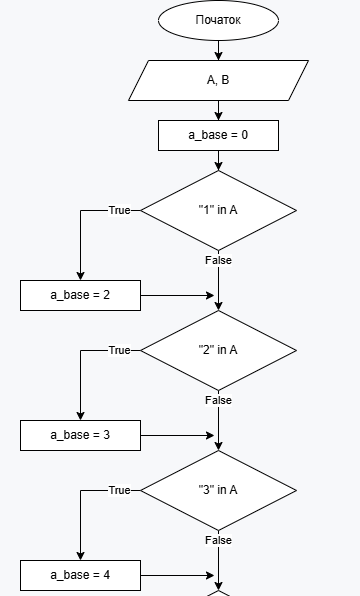 Початок
A, B
a_base = 0
"1" in A
True
False
a_base = 2
"2" in A
True
False
a_base = 3
"3" in A
True
False
a_base = 4